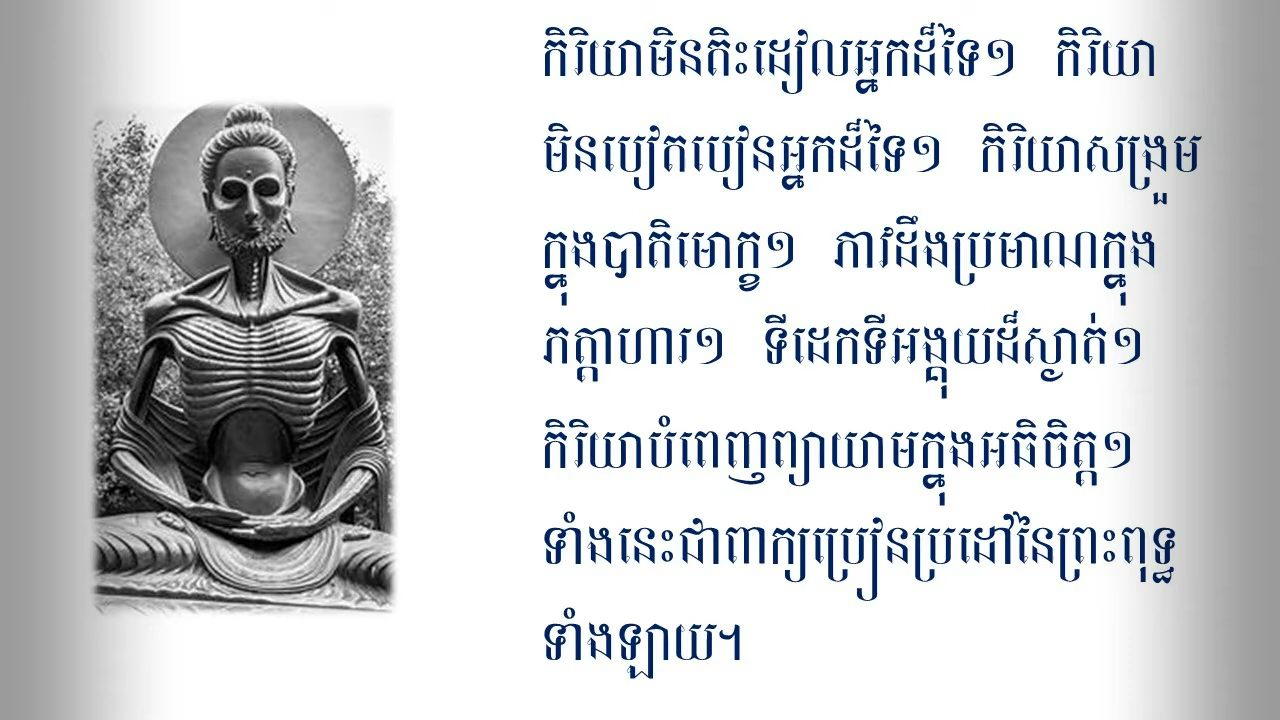 កិរិយាមិនតិះដៀលអ្នកដ៏ទៃ១ កិរិយា
មិនបៀតបៀនអ្នកដ៏ទៃ១ កិរិយាសង្រួម
ក្នុងបាតិមោក្ខ១ ភាវដឹងប្រមាណក្នុង
ភត្តាហារ១ ទីដេកទីអង្គុយដ៏ស្ងាត់១
កិរិយាបំពេញព្យាយាមក្នុងអធិចិត្ត១
ទាំងនេះជាពាក្យប្រៀនប្រដៅនៃព្រះពុទ្ធ
ទាំងឡាយ។